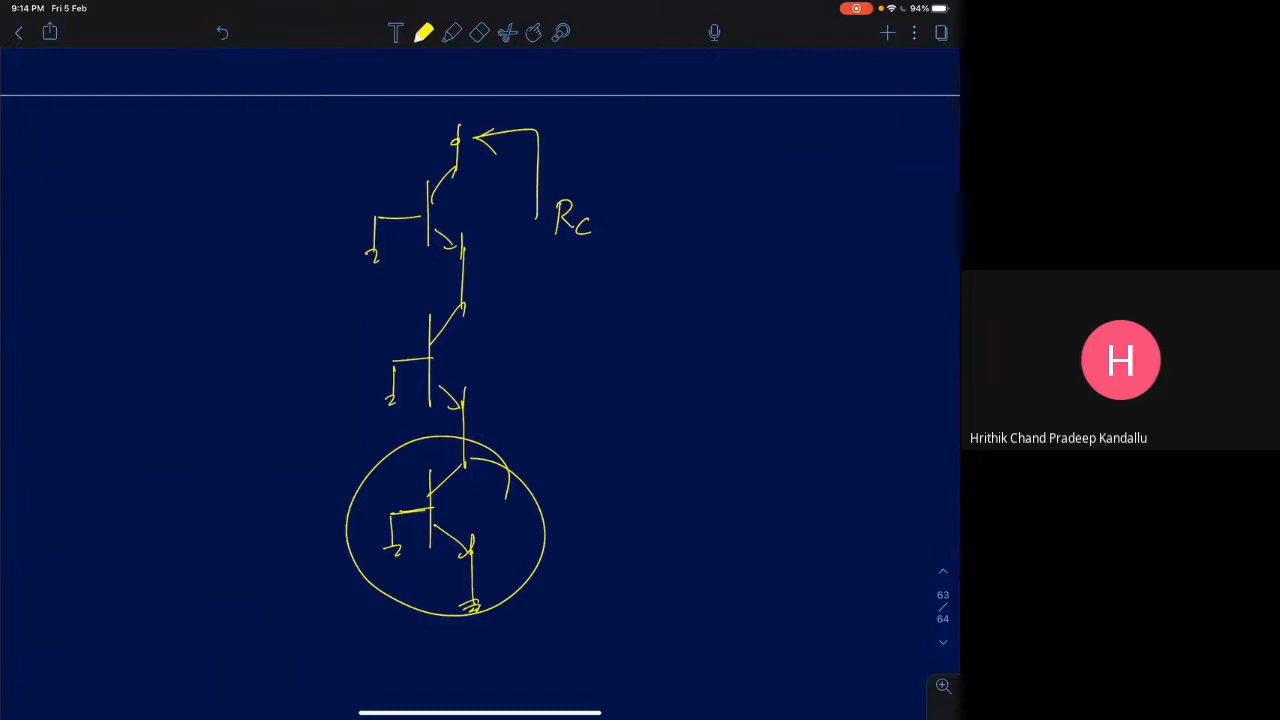 9:14 PM Fri 5 Feb
94%
T
Rc
H
Hrithik Chand Pradeep Kandallu
63
/
64